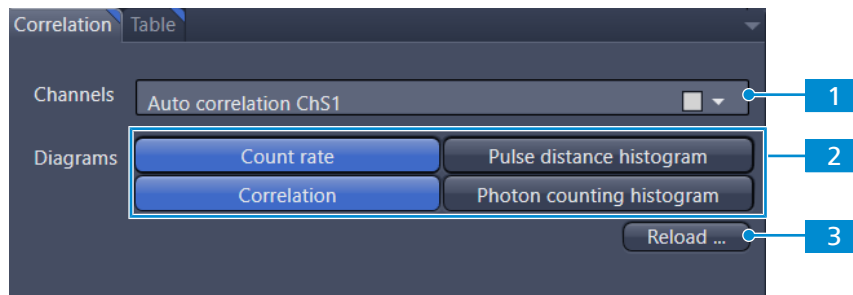 Correlation Table
Channels Auto correlation ChS1 1
Diagrams Count rate Pulse distance histogram 2
Correlation Photon counting histogram
Reload ... 3